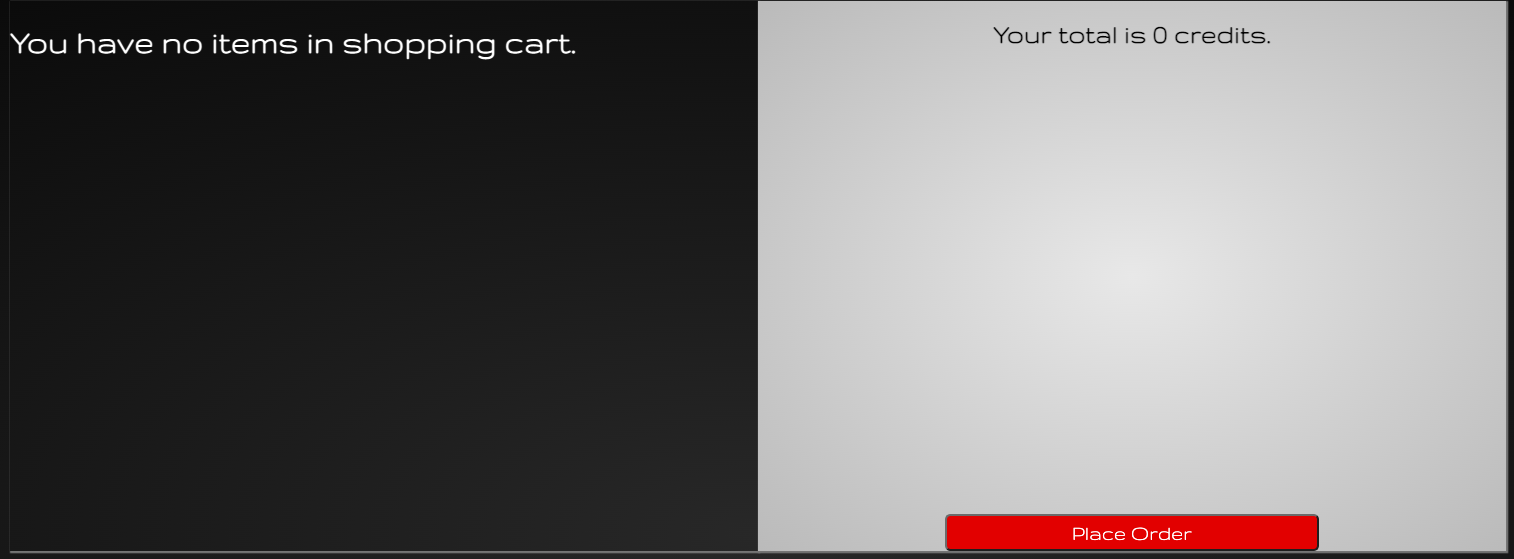 You have no items in shopping cart.
Your total is 0 credits.
Place Order